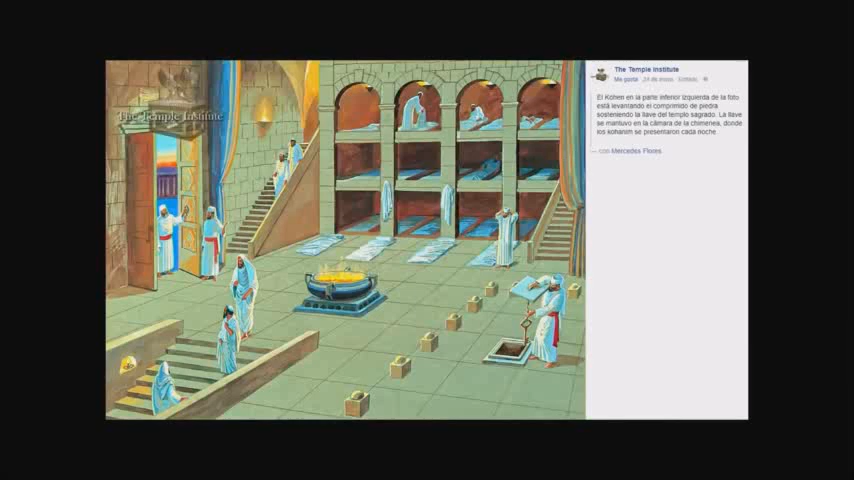 The Temple Institute
The Temple Institute
Me gusta · 24 de enero · Editado ·
El Kohen en la parte inferior izquierda de la foto
está levantando el comprimido de piedra
sosteniendo la llave del templo sagrado. La llave
se mantuvo en la cámara de la chimenea, donde
los kohanim se presentaron cada noche.
— con Mercedes Flores.